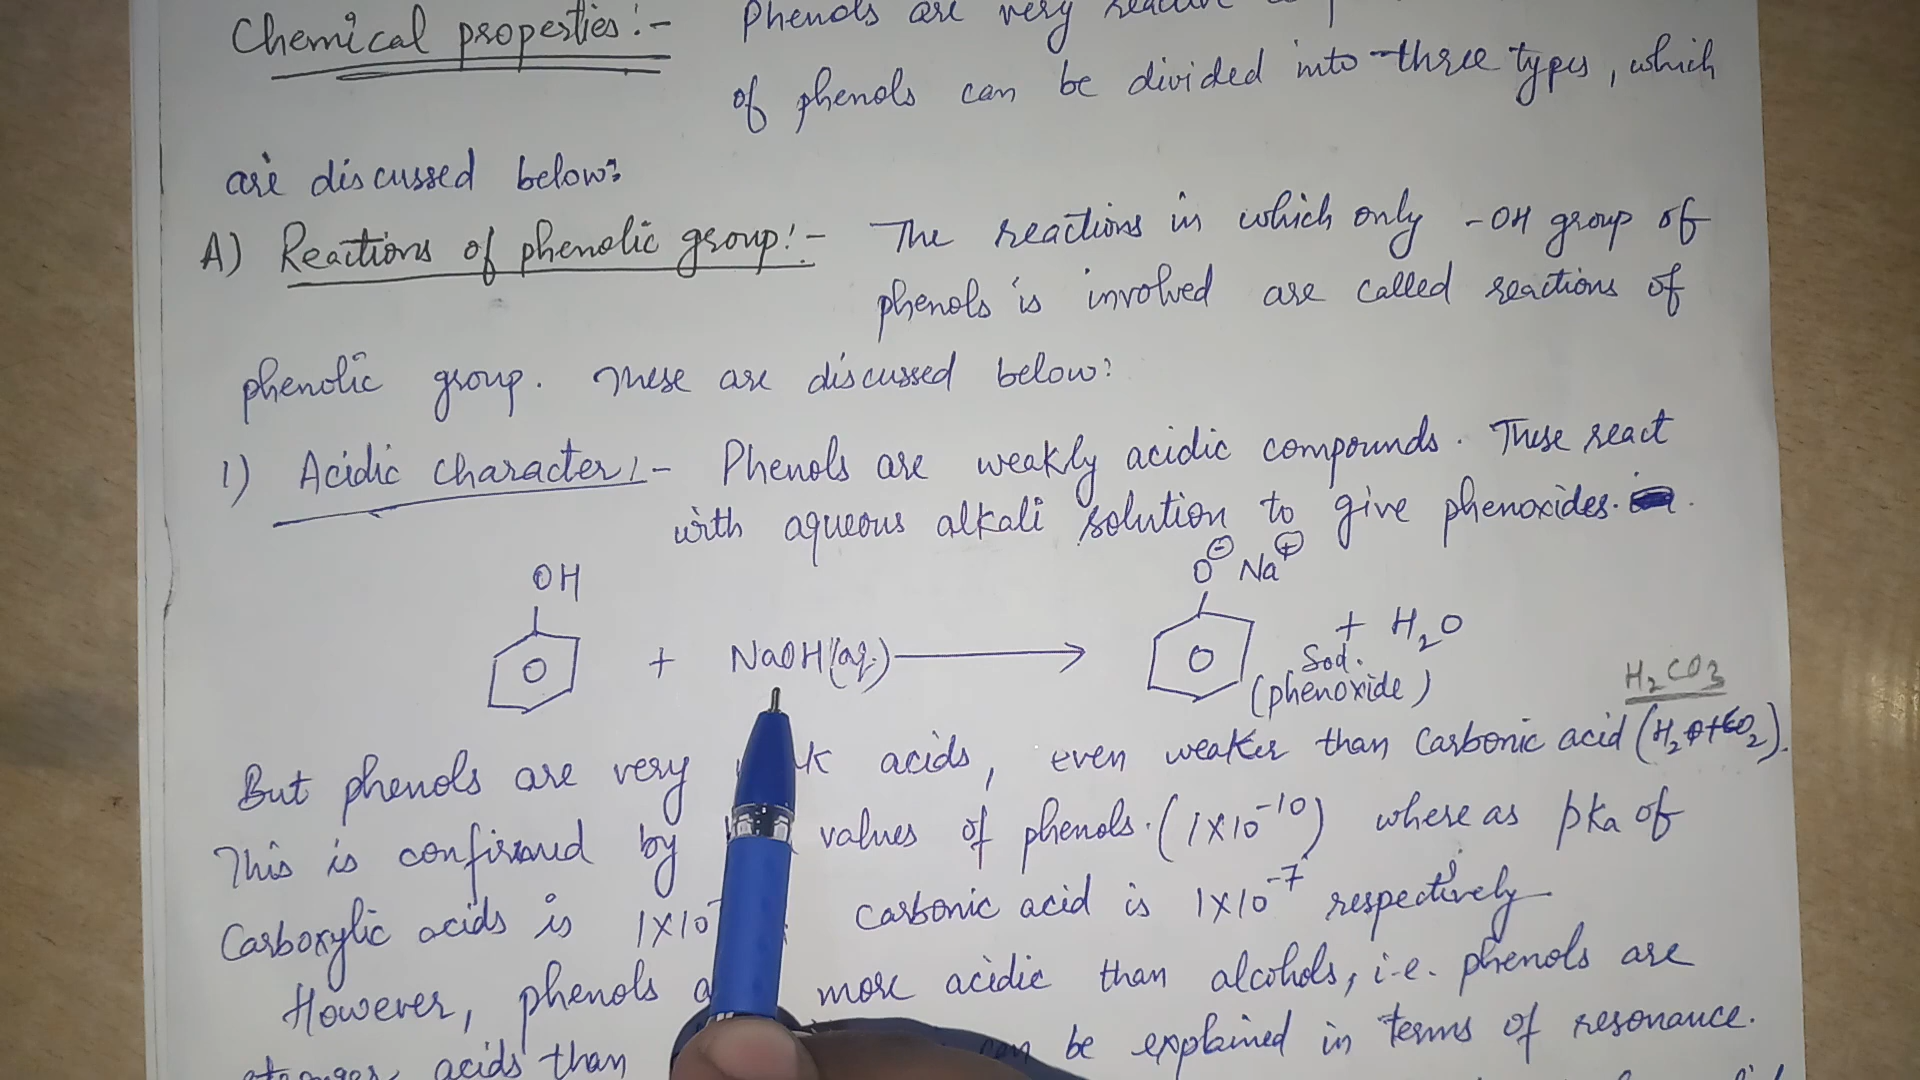 Chemical properties:- Phenols are very reactive
of phenols can be divided into three types, which
are discussed below:
A) Reactions of phenolic group:- The reactions in which only -OH group of
phenols is involved are called reactions of
phenolic group. These are discussed below:
1) Acidic character:- Phenols are weakly acidic compounds. These react
with aqueous alkali solution to give phenoxides.
OH + NaOH(aq.) → O⊖ Na⊕ + H₂O
Sod.
(phenoxide)
H₂CO₃
But phenols are very acids, even weaker than Carbonic acid (H₂O+CO₂).
This is confirmed by values of phenols. (1×10⁻¹⁰) where as pka of
Carboxylic acids is 1×10 Carbonic acid is 1×10⁻⁷ respectively
However, phenols more acidic than alcohols, i.e. phenols are
acids than can be explained in terms of resonance.